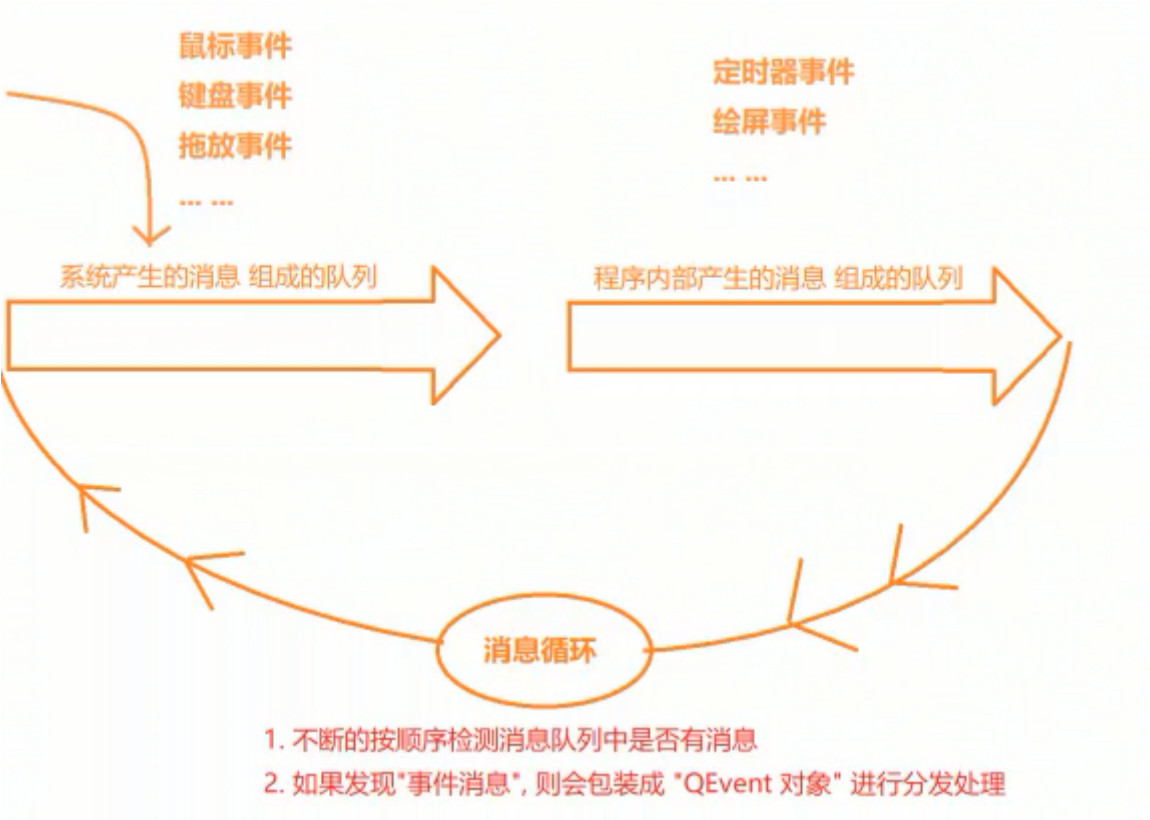 鼠标事件
键盘事件
拖放事件
... ...
定时器事件
绘屏事件
... ...
系统产生的消息 组成的队列
程序内部产生的消息 组成的队列
消息循环
1. 不断的按顺序检测消息队列中是否有消息
2. 如果发现"事件消息", 则会包装成 "QEvent 对象" 进行分发处理